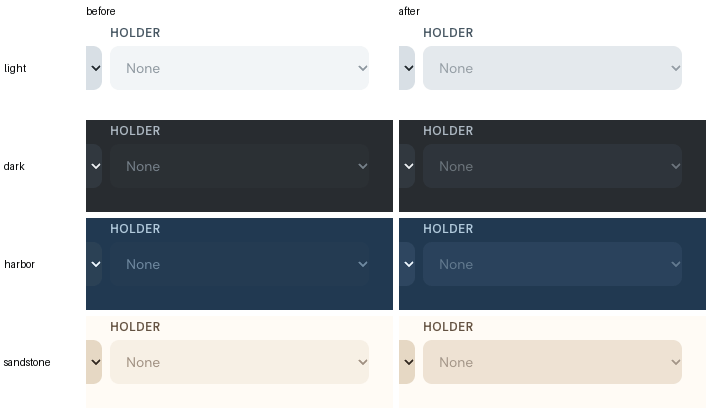 before after
HOLDER HOLDER
light None None
HOLDER HOLDER
dark None None
HOLDER HOLDER
harbor None None
HOLDER HOLDER
sandstone None None